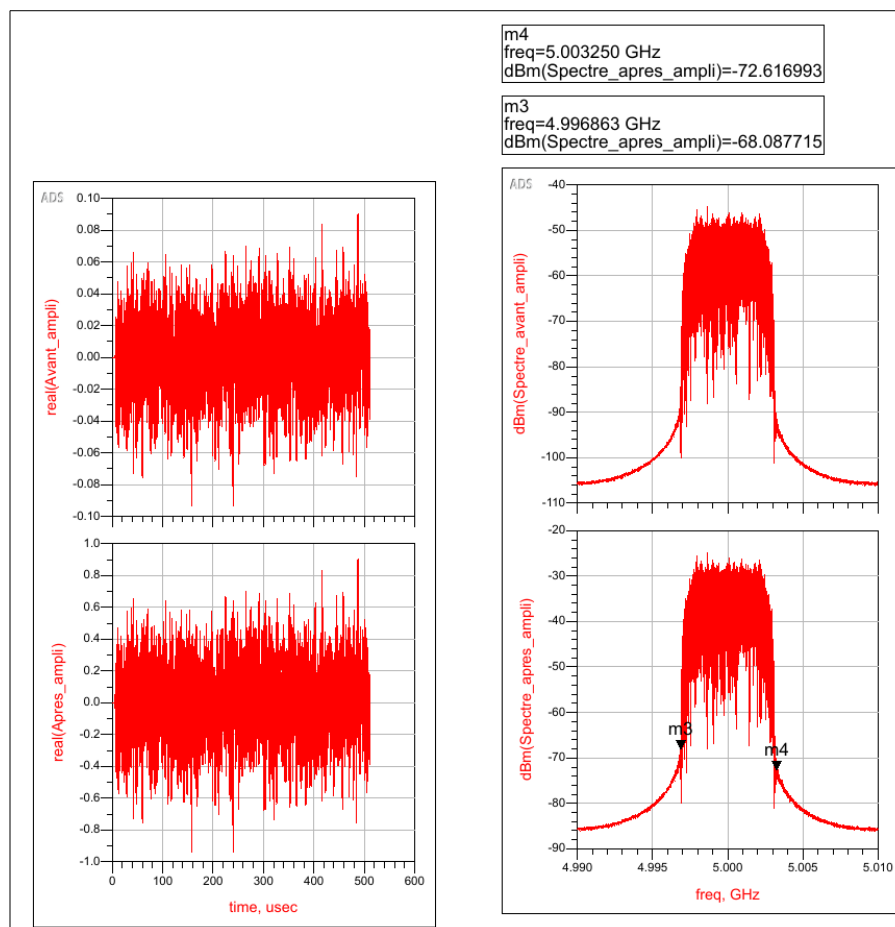 m4
freq=5.003250 GHz
dBm(Spectre_apres_ampli)=-72.616993
m3
freq=4.996863 GHz
dBm(Spectre_apres_ampli)=-68.087715
ADS
0.10
0.08
0.06
0.04
0.02
0.00
-0.02
-0.04
-0.06
-0.08
-0.10
real(Avant_ampli)
1.0
0.8
0.6
0.4
0.2
0.0
-0.2
-0.4
-0.6
-0.8
-1.0
real(Apres_ampli)
0 100 200 300 400 500 600
time, usec
ADS
-40
-50
-60
-70
-80
-90
-100
-110
dBm(Spectre_avant_ampli)
-20
-30
-40
-50
-60
-70
-80
-90
dBm(Spectre_apres_ampli)
m3
m4
4.990 4.995 5.000 5.005 5.010
freq, GHz